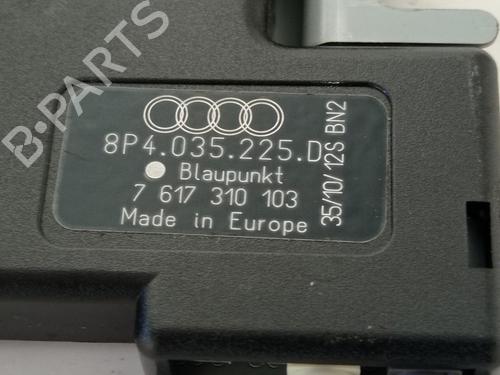 8P4.035.225.D
Blaupunkt
7 617 310 103
Made in Europe
35/10/12S BN2
B-PARTS